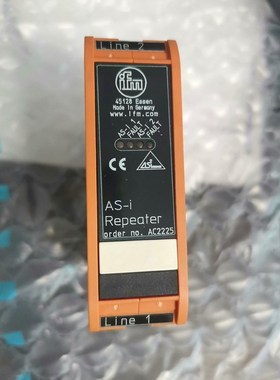 Line 2
ifm
45128 Essen
Made in Germany
www.ifm.com
AS-i 1
FAULT
AS-i 2
FAULT
CE
ASi
AS-i
Repeater
order no. AC2225
Line 1